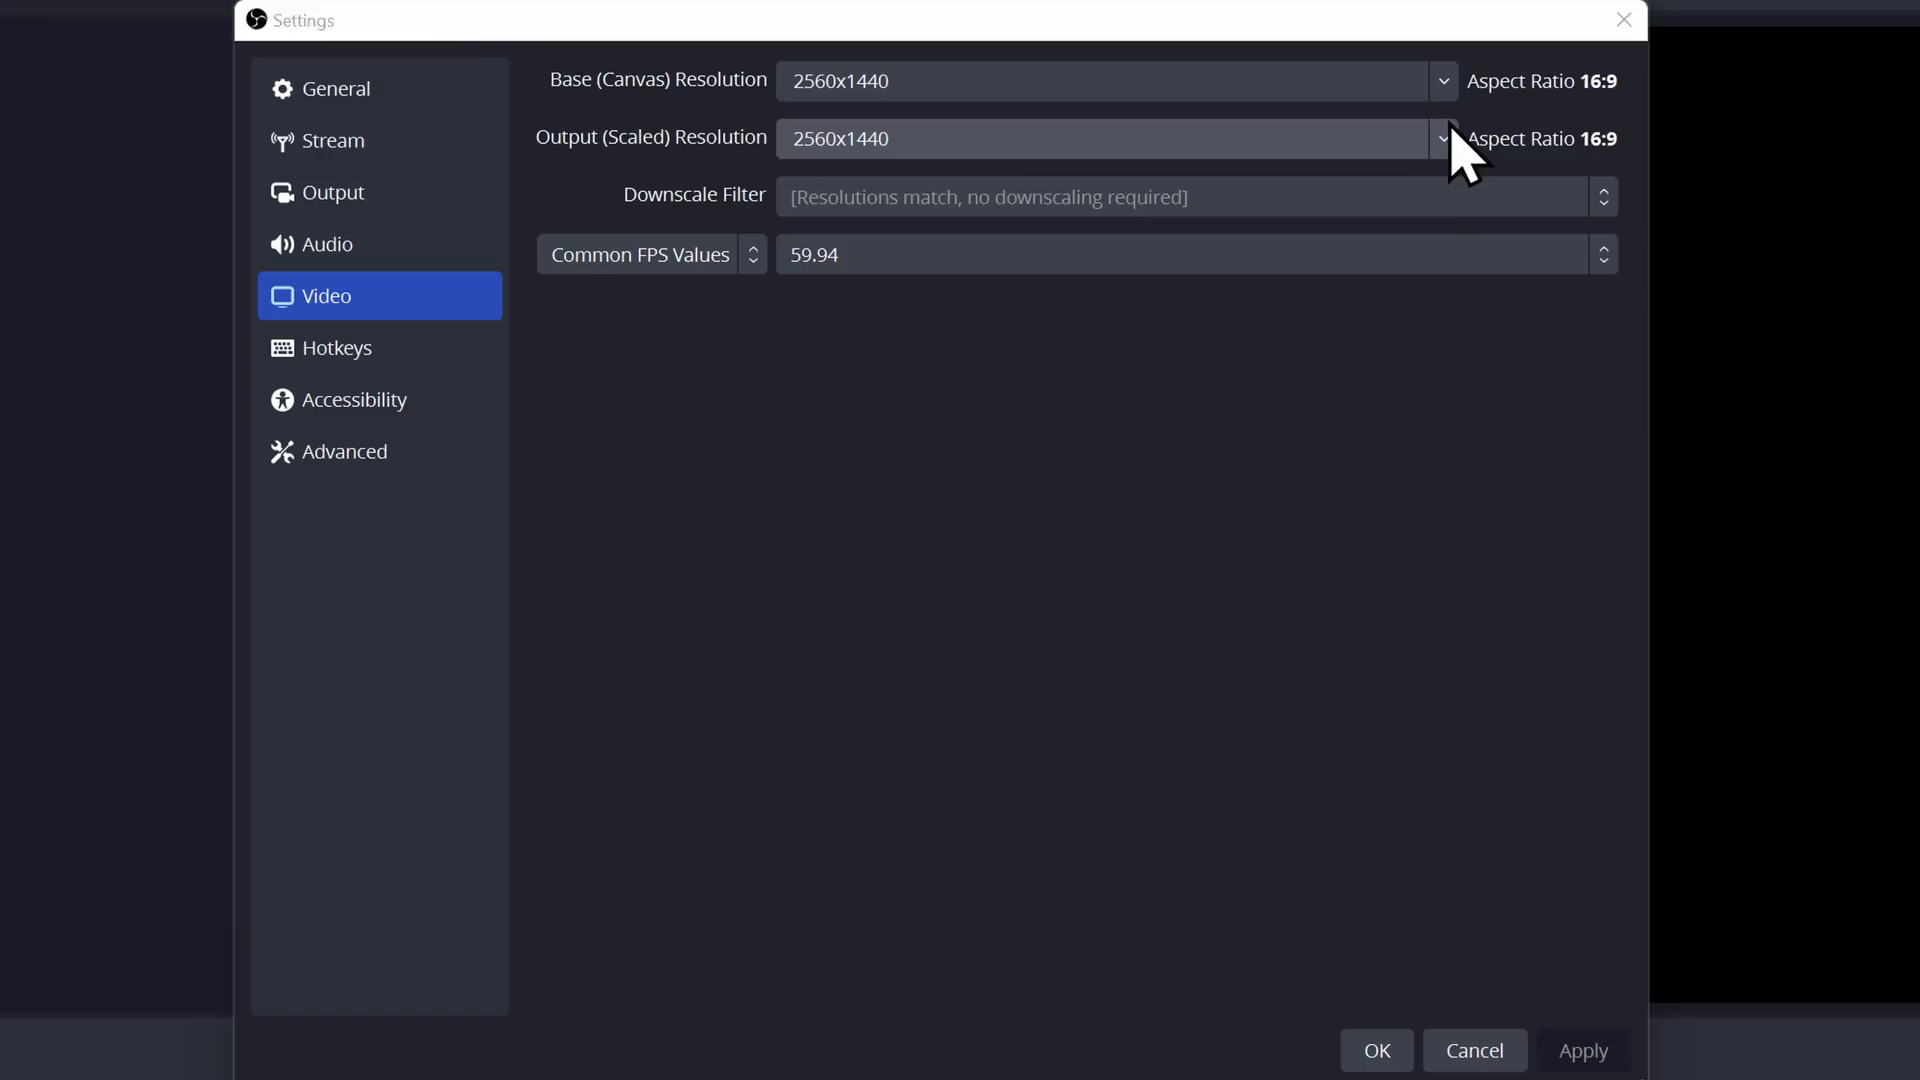 Settings
General
Stream
Output
Audio
Video
Hotkeys
Accessibility
Advanced
Base (Canvas) Resolution 2560x1440 Aspect Ratio 16:9
Output (Scaled) Resolution 2560x1440 Aspect Ratio 16:9
Downscale Filter [Resolutions match, no downscaling required]
Common FPS Values 59.94
OK Cancel Apply